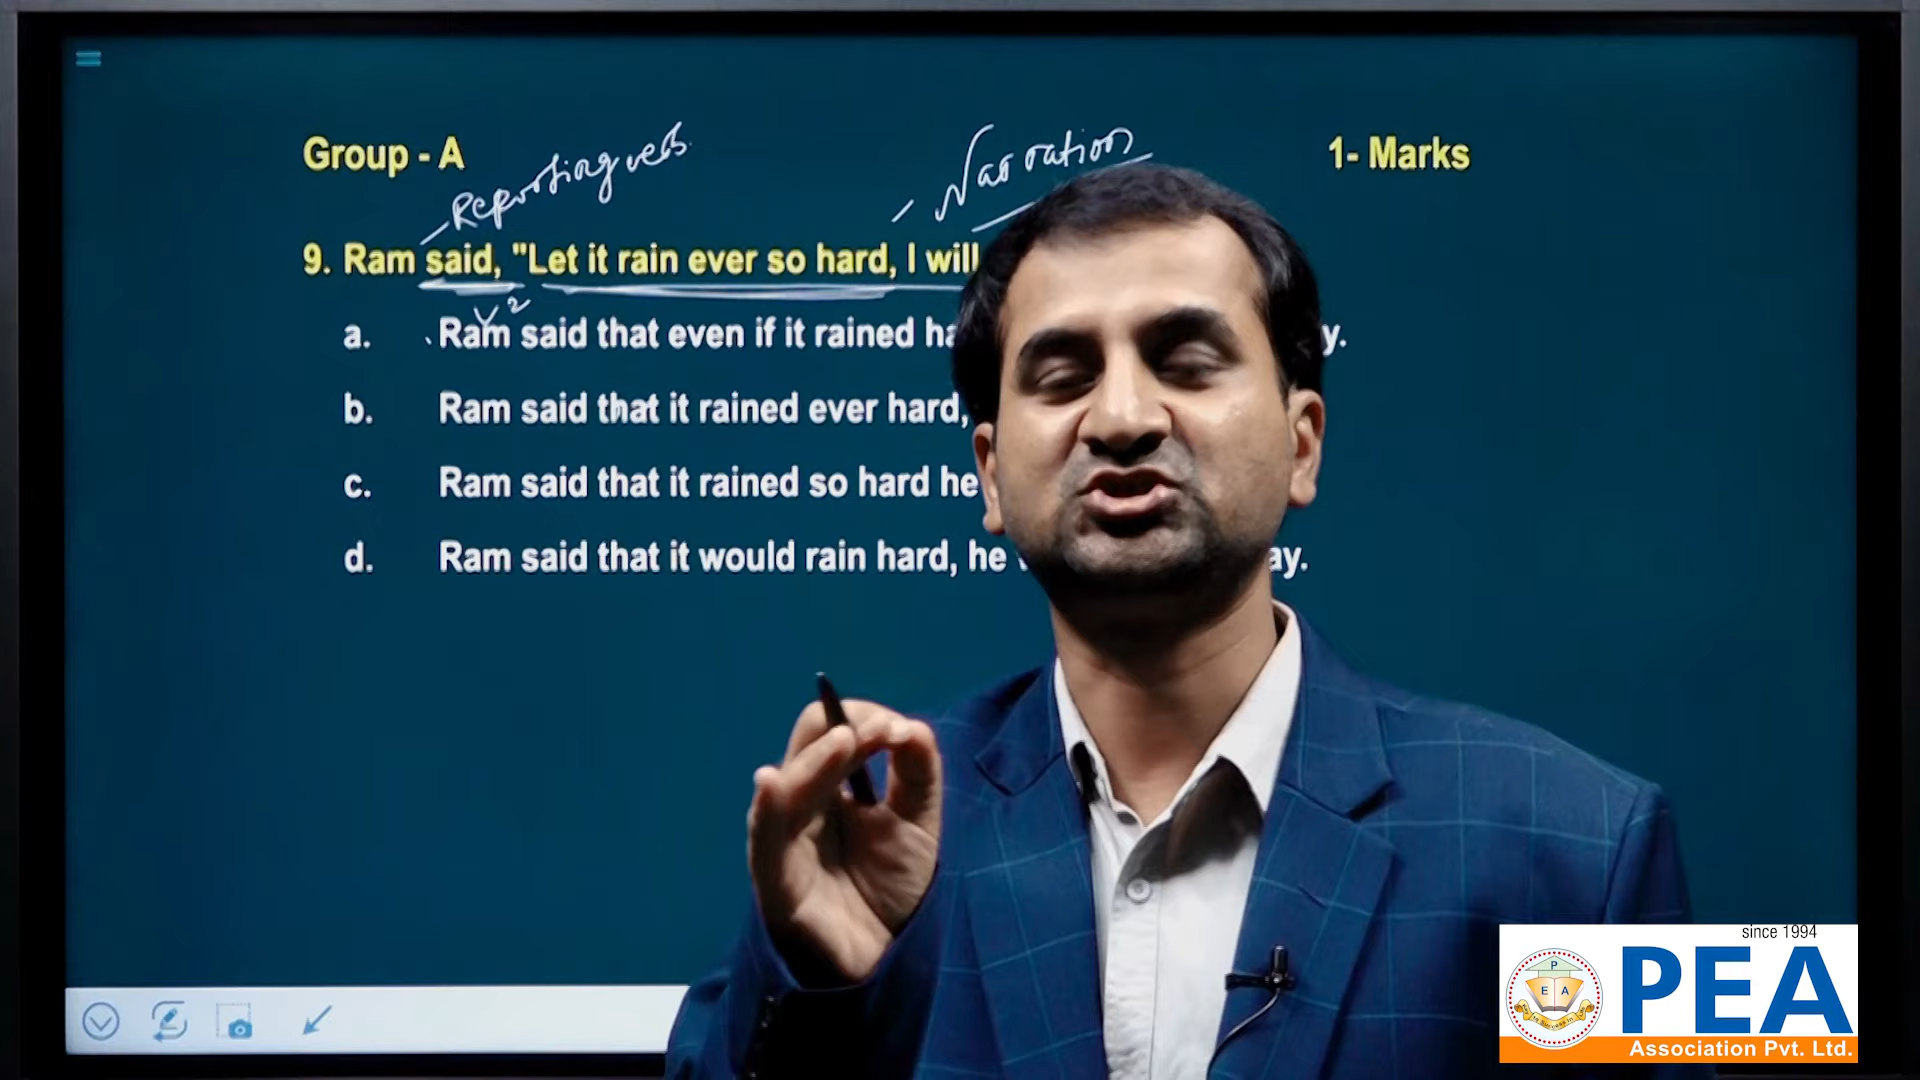 Group - A
1- Marks
Reporting verb
Narration
9. Ram said, "Let it rain ever so hard, I will
V2
a. Ram said that even if it rained ha y.
b. Ram said that it rained ever hard,
c. Ram said that it rained so hard he
d. Ram said that it would rain hard, he ay.
since 1994
P
E A
PEA
Association Pvt. Ltd.